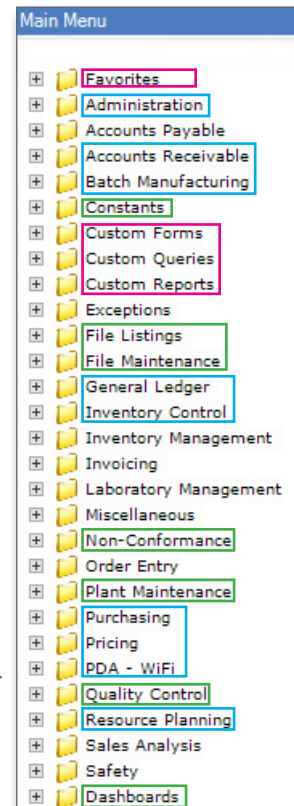 Main Menu
Favorites
Administration
Accounts Payable
Accounts Receivable
Batch Manufacturing
Constants
Custom Forms
Custom Queries
Custom Reports
Exceptions
File Listings
File Maintenance
General Ledger
Inventory Control
Inventory Management
Invoicing
Laboratory Management
Miscellaneous
Non-Conformance
Order Entry
Plant Maintenance
Purchasing
Pricing
PDA - WiFi
Quality Control
Resource Planning
Sales Analysis
Safety
Dashboards